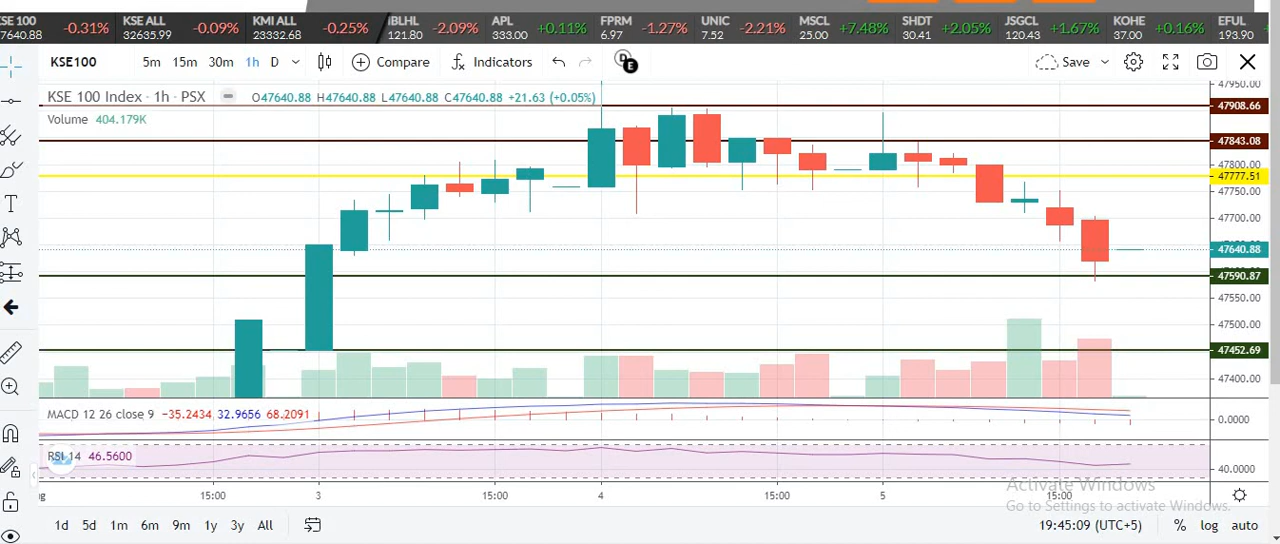 KSE 100 KSE ALL KMI ALL IBLHL APL FPRM UNIC MSCL SHDT JSGCL KOHE EFUL
7640.88 -0.31% 32635.99 -0.09% 23332.68 -0.25% 121.80 -2.09% 333.00 +0.11% 6.97 -1.27% 7.52 -2.21% 25.00 +7.48% 30.41 +2.05% 120.43 +1.67% 37.00 +0.16% 193.90
KSE100 5m 15m 30m 1h D Compare Indicators D E Save
KSE 100 Index · 1h · PSX O47640.88 H47640.88 L47640.88 C47640.88 +21.63 (+0.05%)
Volume 404.179K
47950.00
47908.66
47843.08
47800.00
47777.51
47750.00
47700.00
47640.88
47590.87
47550.00
47500.00
47452.69
47400.00
MACD 12 26 close 9 −35.2434 32.9656 68.2091
0.0000
RSI 14 46.5600
40.0000
15:00 3 15:00 4 15:00 5 15:00
Activate Windows
Go to Settings to activate Windows.
1d 5d 1m 6m 9m 1y 3y All 19:45:09 (UTC+5) % log auto
T